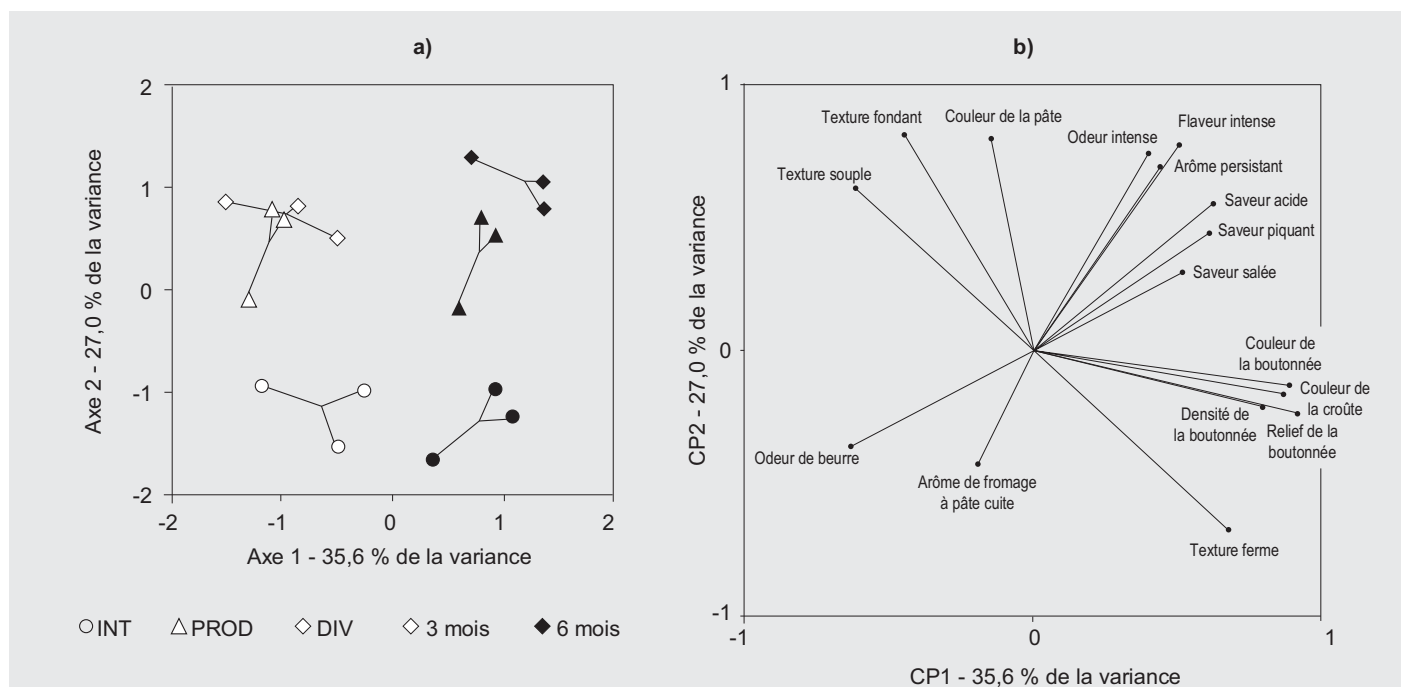 a)
2
1
0
-1
-2
-2
-1
0
1
2
Axe 2 - 27,0 % de la variance
Axe 1 - 35,6 % de la variance
INT
PROD
DIV
3 mois
6 mois
b)
1
0
-1
-1
0
1
CP2 - 27,0 % de la variance
CP1 - 35,6 % de la variance
Texture fondant
Couleur de la pâte
Odeur intense
Flaveur intense
Arôme persistant
Texture souple
Saveur acide
Saveur piquant
Saveur salée
Couleur de
la boutonnée
Couleur de
la croûte
Densité de
la boutonnée
Relief de la
boutonnée
Odeur de beurre
Arôme de fromage
à pâte cuite
Texture ferme